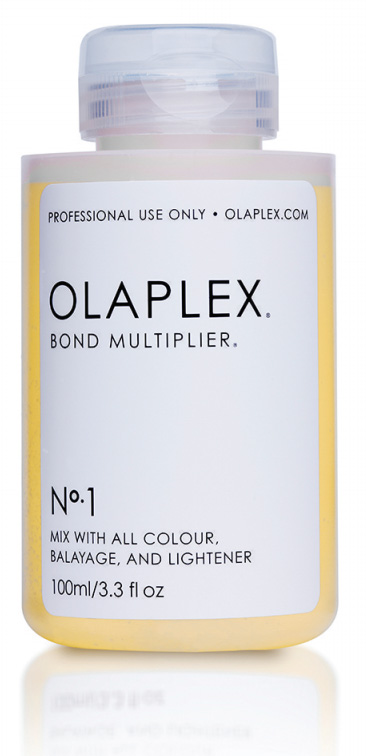 PROFESSIONAL USE ONLY • OLAPLEX.COM
OLAPLEX®
BOND MULTIPLIER®
Nº.1
MIX WITH ALL COLOUR,
BALAYAGE, AND LIGHTENER
100ml/3.3 fl oz